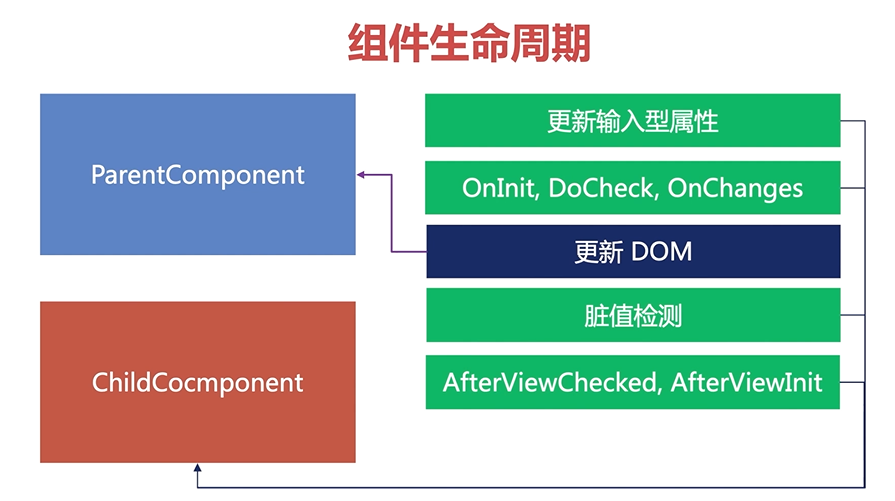 组件生命周期
ParentComponent
更新输入型属性
OnInit, DoCheck, OnChanges
更新 DOM
脏值检测
ChildCocmponent
AfterViewChecked, AfterViewInit